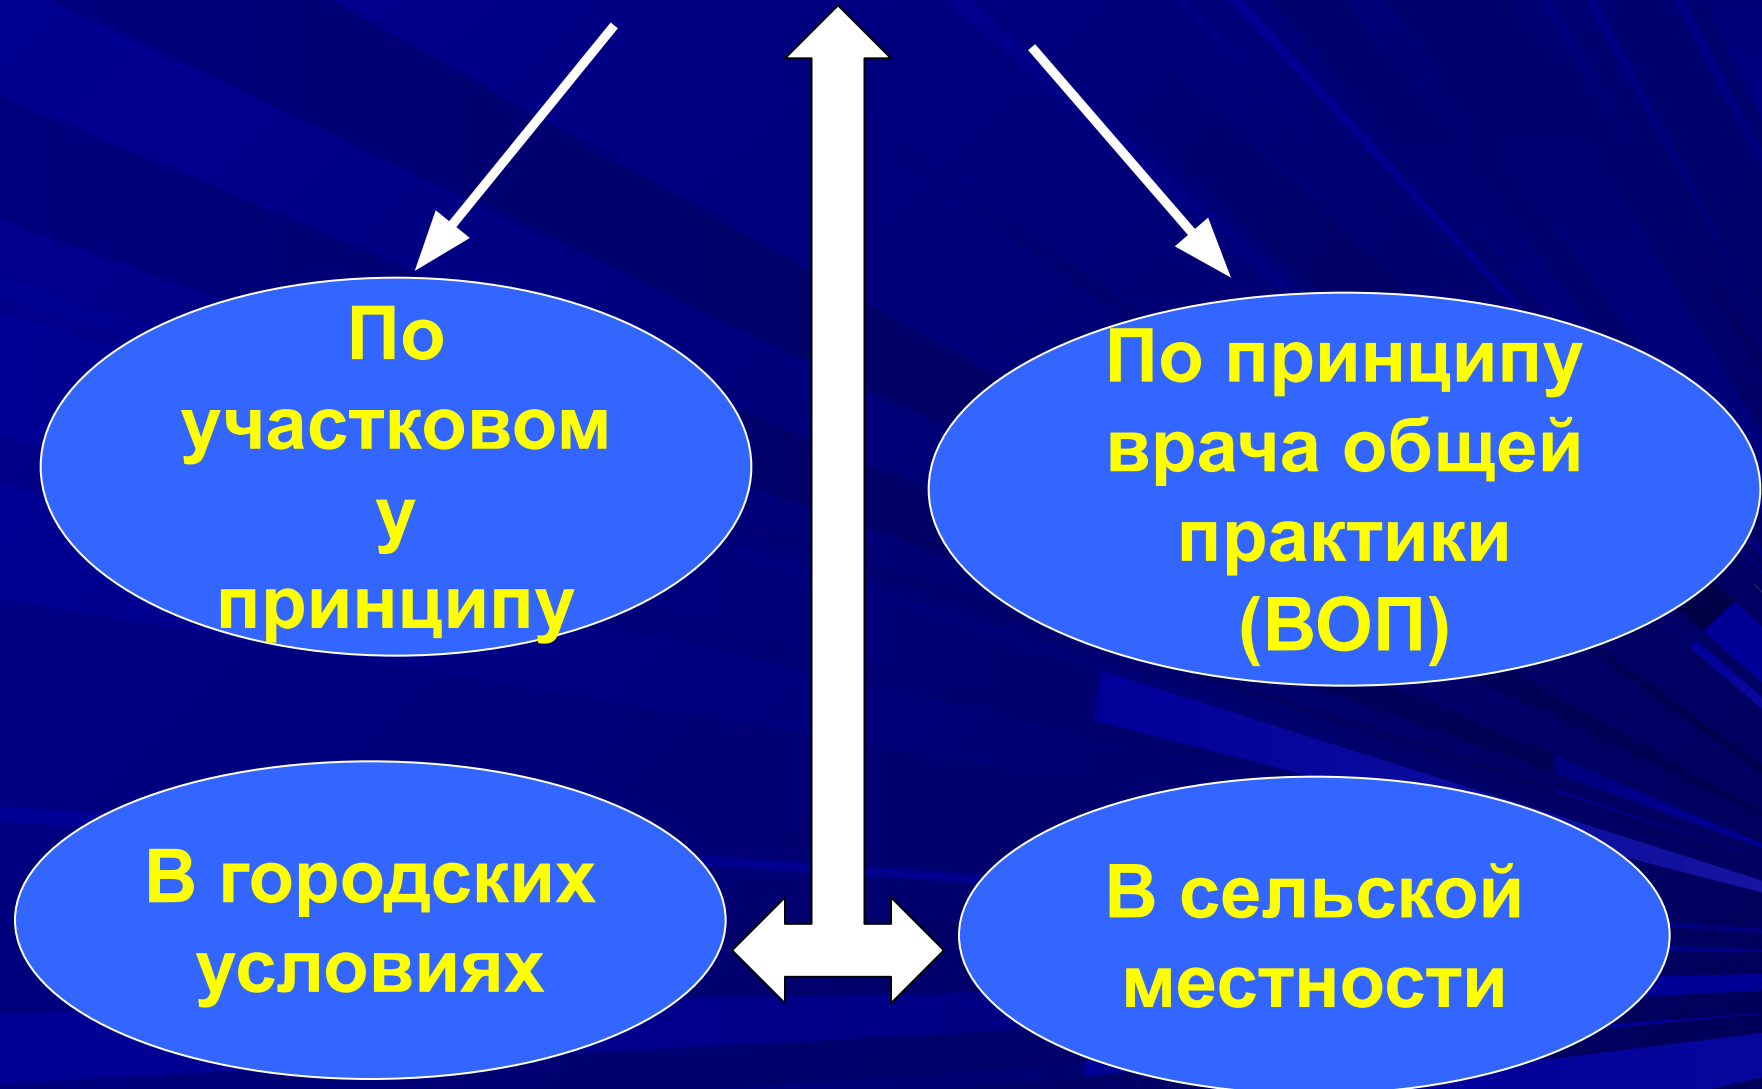 По
участковом
у
принципу
По принципу
врача общей
практики
(ВОП)
В городских
условиях
В сельской
местности